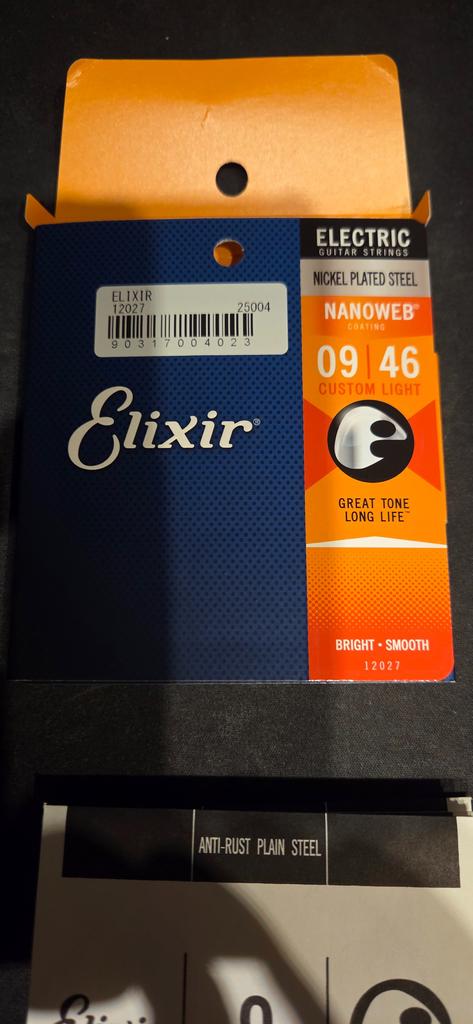 ELECTRIC
GUITAR STRINGS
NICKEL PLATED STEEL
NANOWEB®
COATING
09 | 46
CUSTOM LIGHT
GREAT TONE
LONG LIFE™
BRIGHT • SMOOTH
12027
ELIXIR
12027 25004
90317004023
Elixir®
ANTI-RUST PLAIN STEEL